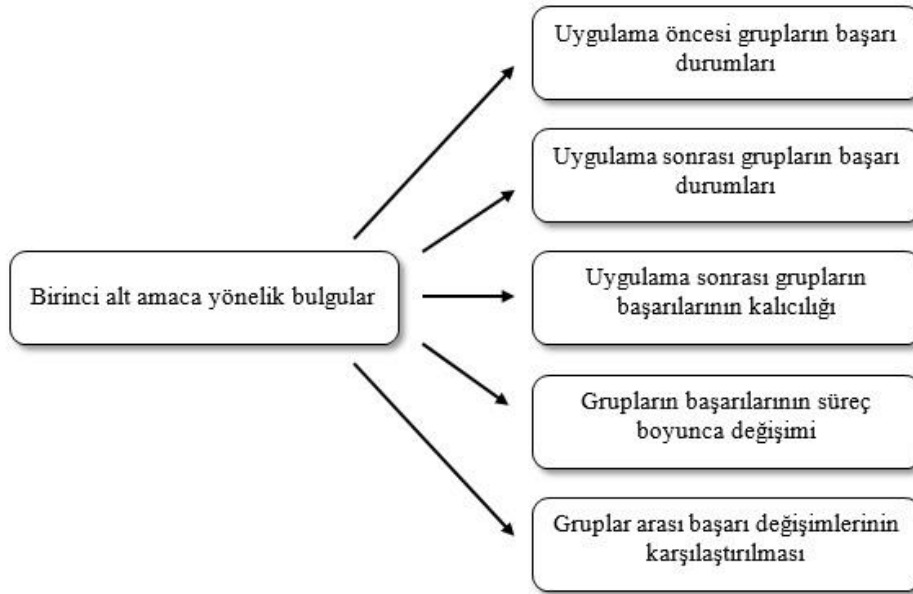 Uygulama öncesi grupların başarı
durumları
Uygulama sonrası grupların başarı
durumları
Birinci alt amaca yönelik bulgular
Uygulama sonrası grupların
başarılarının kalıcılığı
Grupların başarılarının süreç
boyunca değişimi
Gruplar arası başarı değişimlerinin
karşılaştırılması